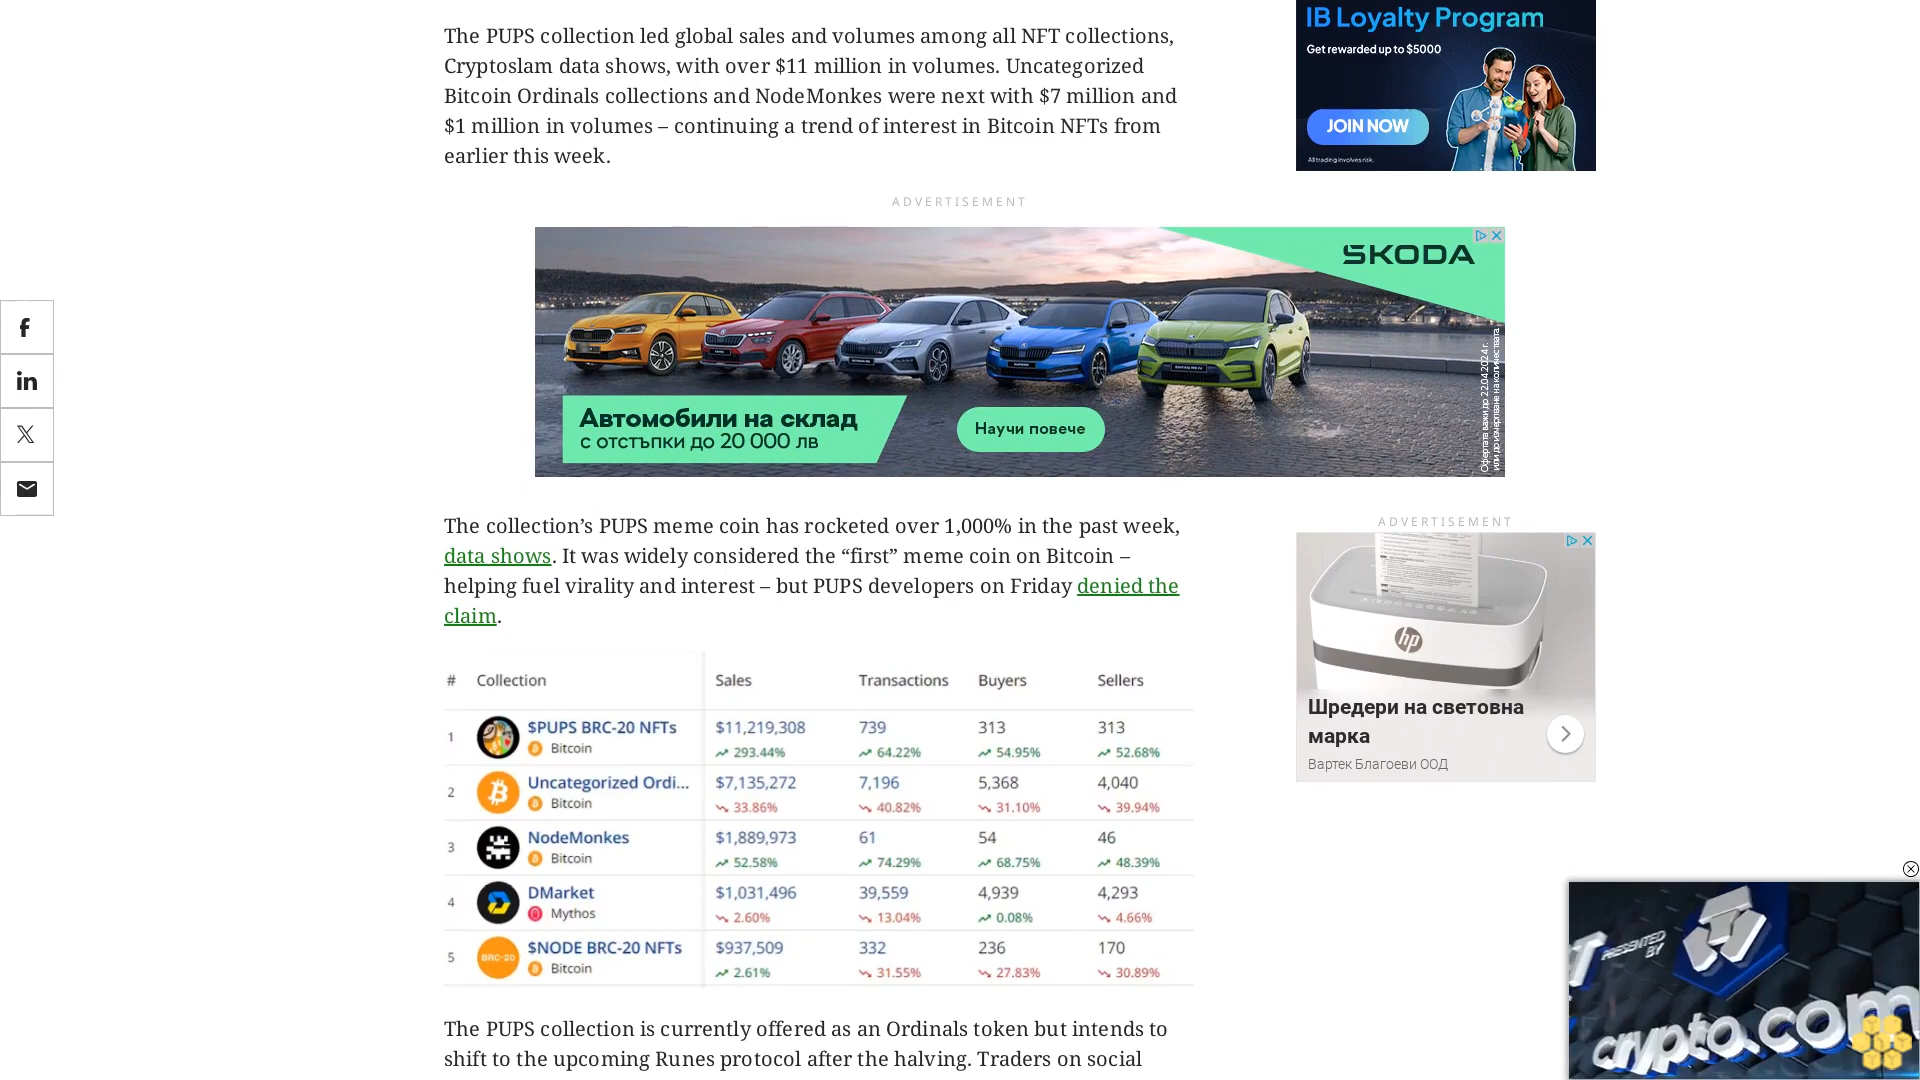 The PUPS collection led global sales and volumes among all NFT collections,
Cryptoslam data shows, with over $11 million in volumes. Uncategorized
Bitcoin Ordinals collections and NodeMonkes were next with $7 million and
$1 million in volumes – continuing a trend of interest in Bitcoin NFTs from
earlier this week.
IB Loyalty Program
Get rewarded up to $5000
JOIN NOW
All trading involves risk.
ADVERTISEMENT
ŠKODA
Автомобили на склад
с отстъпки до 20 000 лв
Научи повече
Офертата важи до 22.04.2024 г.
или до изчерпване на количествата.
The collection’s PUPS meme coin has rocketed over 1,000% in the past week,
data shows. It was widely considered the “first” meme coin on Bitcoin –
helping fuel virality and interest – but PUPS developers on Friday denied the
claim.
ADVERTISEMENT
hp
Шредери на световна
марка
Вартек Благоеви ООД
# Collection Sales Transactions Buyers Sellers
1 $PUPS BRC-20 NFTs $11,219,308 739 313 313
Bitcoin 293.44% 64.22% 54.95% 52.68%
2 Uncategorized Ordi... $7,135,272 7,196 5,368 4,040
Bitcoin 33.86% 40.82% 31.10% 39.94%
3 NodeMonkes $1,889,973 61 54 46
Bitcoin 52.58% 74.29% 68.75% 48.39%
4 DMarket $1,031,496 39,559 4,939 4,293
Mythos 2.60% 13.04% 0.08% 4.66%
5 BRC-20 $NODE BRC-20 NFTs $937,509 332 236 170
Bitcoin 2.61% 31.55% 27.83% 30.89%
The PUPS collection is currently offered as an Ordinals token but intends to
shift to the upcoming Runes protocol after the halving. Traders on social
PRESENTED
BY
crypto.com